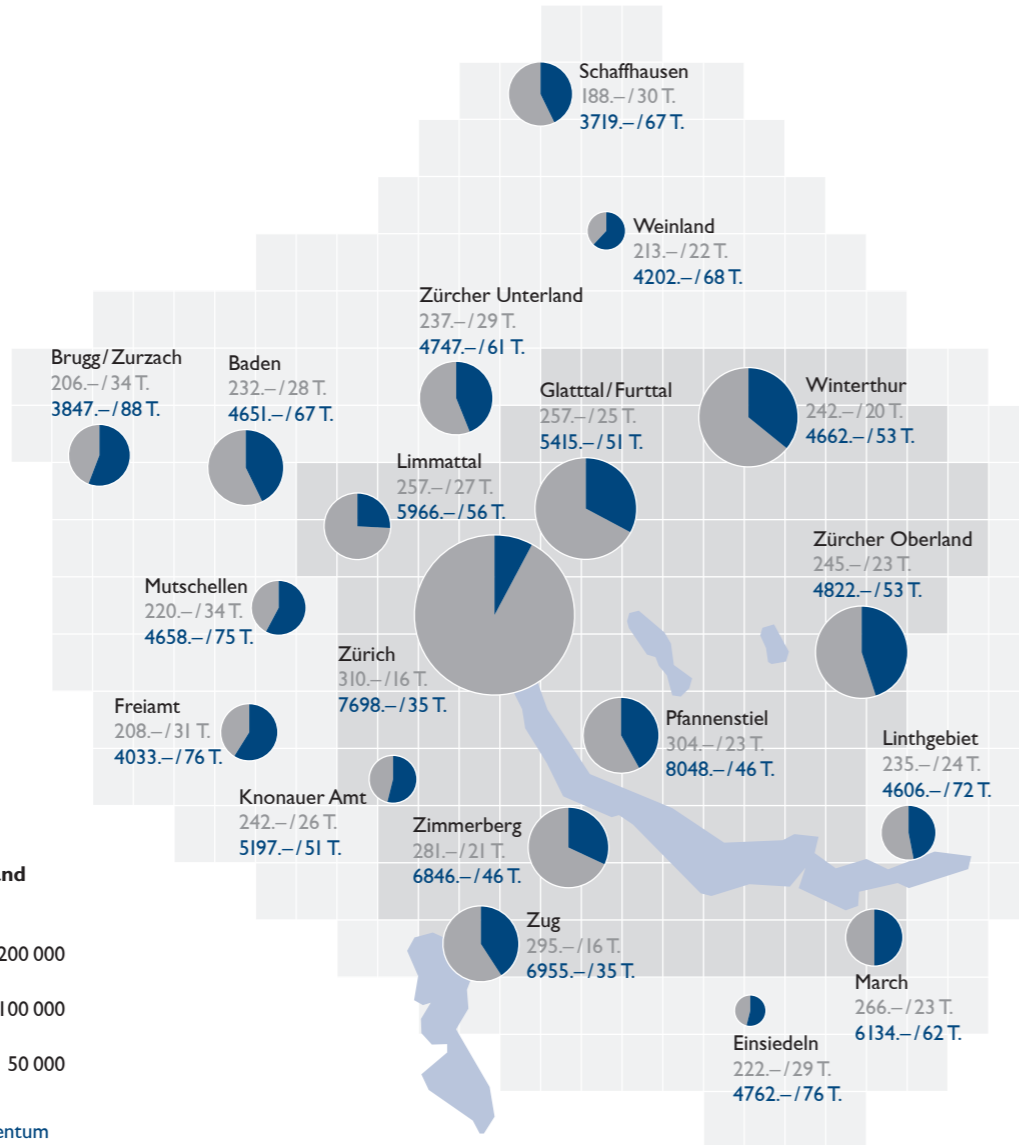 Schaffhausen
188.–/30 T.
3719.–/67 T.
Weinland
213.–/22 T.
4202.–/68 T.
Zürcher Unterland
237.–/29 T.
4747.–/61 T.
Brugg/Zurzach
206.–/34 T.
3847.–/88 T.
Baden
232.–/28 T.
4651.–/67 T.
Glatttal/Furttal
257.–/25 T.
5415.–/51 T.
Winterthur
242.–/20 T.
4662.–/53 T.
Limmattal
257.–/27 T.
5966.–/56 T.
Zürcher Oberland
245.–/23 T.
4822.–/53 T.
Mutschellen
220.–/34 T.
4658.–/75 T.
Zürich
310.–/16 T.
7698.–/35 T.
Freiamt
208.–/31 T.
4033.–/76 T.
Pfannenstiel
304.–/23 T.
8048.–/46 T.
Linthgebiet
235.–/24 T.
4606.–/72 T.
Knonauer Amt
242.–/26 T.
5197.–/51 T.
Zimmerberg
281.–/21 T.
6846.–/46 T.
Zug
295.–/16 T.
6955.–/35 T.
March
266.–/23 T.
6134.–/62 T.
Einsiedeln
222.–/29 T.
4762.–/76 T.
and
200 000
100 000
50 000
entum